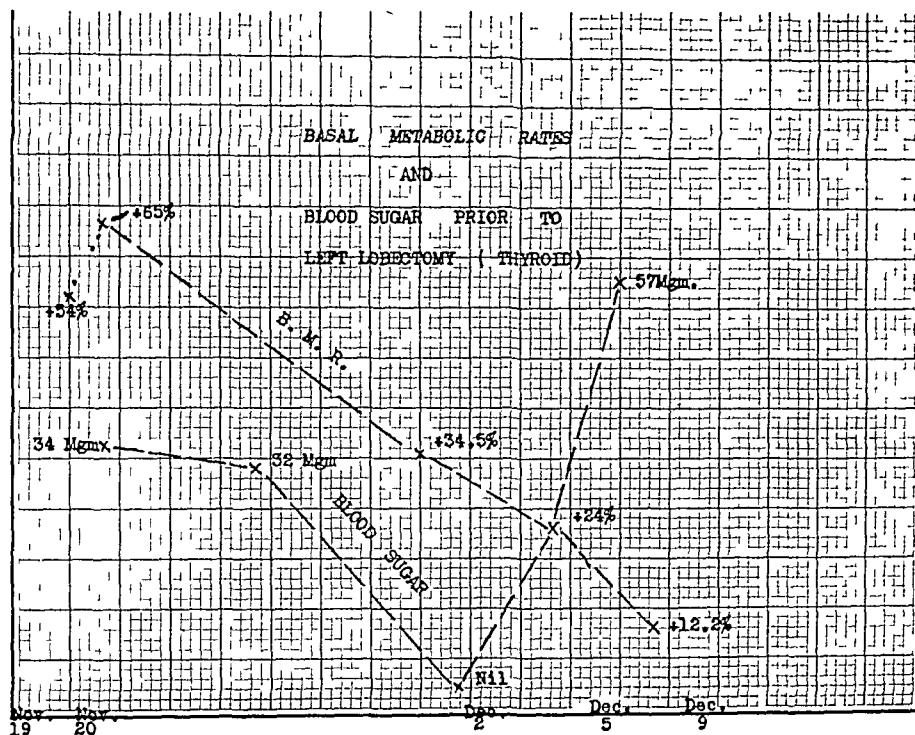 BASAL METABOLIC RATES
AND
BLOOD SUGAR PRIOR TO
LEFT LOBECTOMY ( THYROID)
+65%
+54%
57Mgm.
B. M. R.
34 Mgm
32 Mgm
+34.5%
BLOOD SUGAR
+24%
+12.2%
Nil
Nov. Nov. Dec. Dec. Dec.
19 20 2 5 9